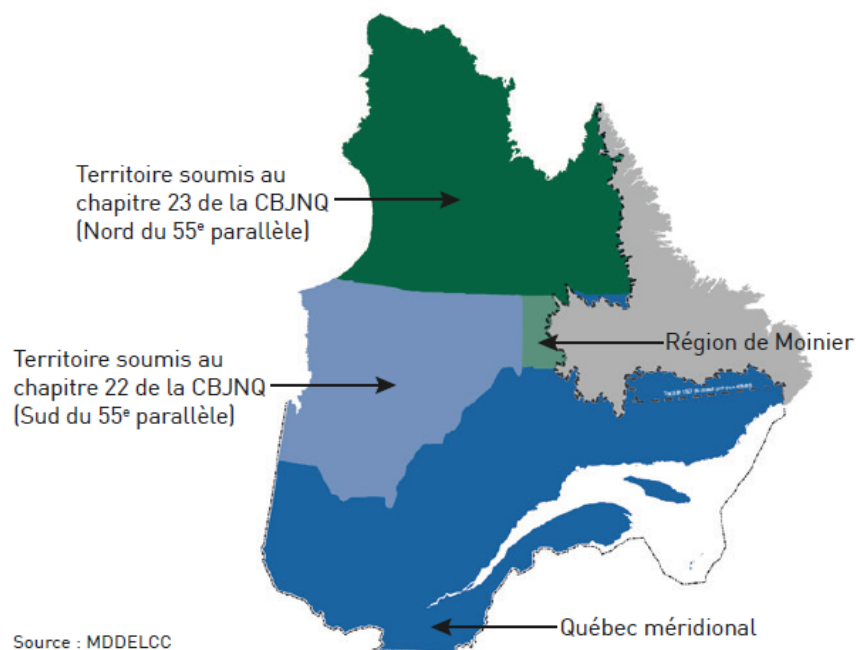 Territoire soumis au
chapitre 23 de la CBJNQ
(Nord du 55e parallèle)
Région de Moinier
Territoire soumis au
chapitre 22 de la CBJNQ
(Sud du 55e parallèle)
Québec méridional
Source : MDDELCC